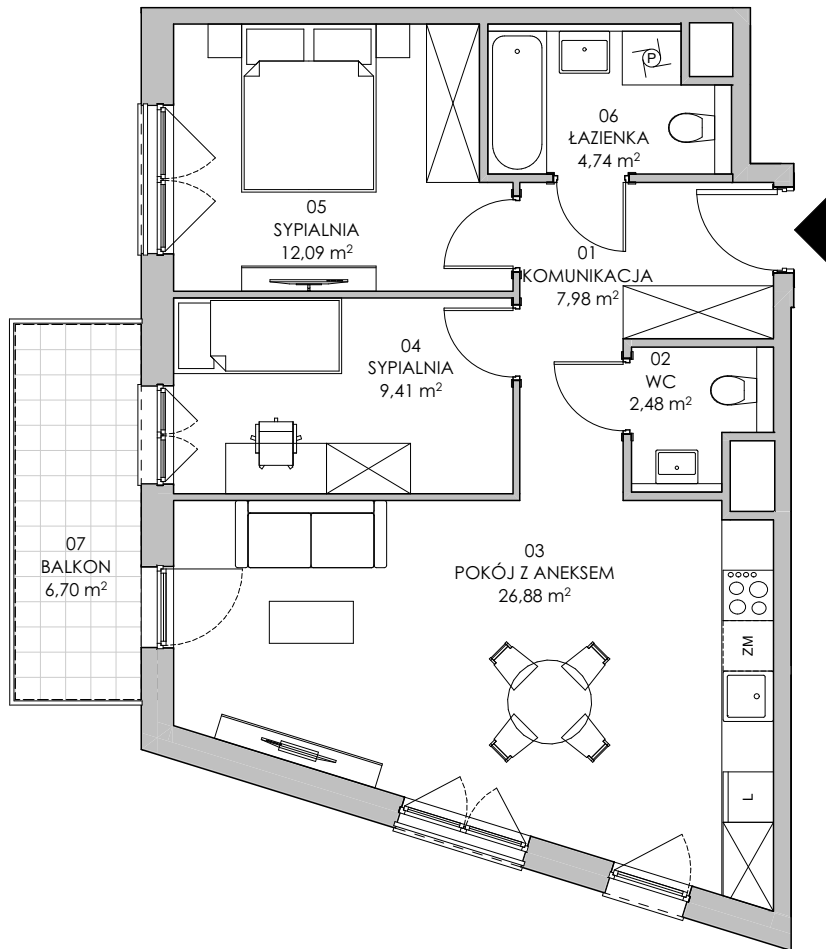 P
06
ŁAZIENKA
4,74 m²
05
SYPIALNIA
12,09 m²
01
KOMUNIKACJA
7,98 m²
04
SYPIALNIA
9,41 m²
02
WC
2,48 m²
03
POKÓJ Z ANEKSEM
26,88 m²
07
BALKON
6,70 m²
ZM
L